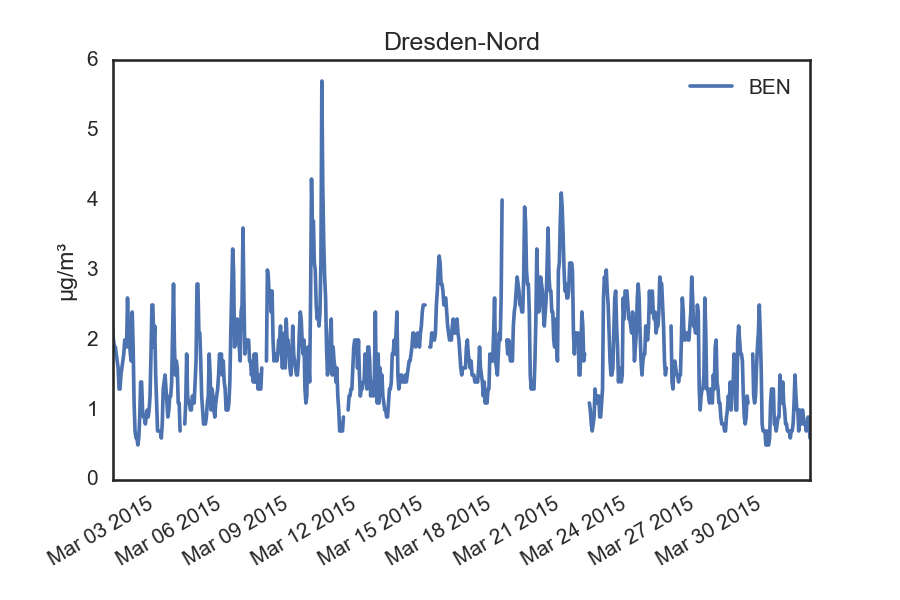 Dresden-Nord
BEN
µg/m³
6
5
4
3
2
1
0
Mar 03 2015
Mar 06 2015
Mar 09 2015
Mar 12 2015
Mar 15 2015
Mar 18 2015
Mar 21 2015
Mar 24 2015
Mar 27 2015
Mar 30 2015